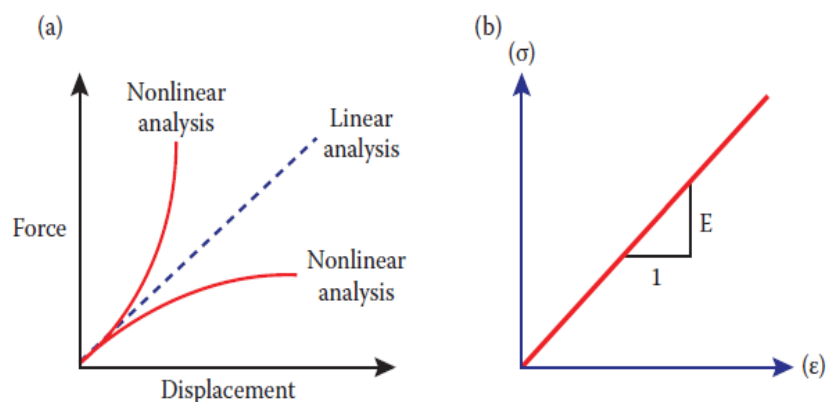 (a)
Nonlinear
analysis
Linear
analysis
Force
Nonlinear
analysis
Displacement
(b)
(σ)
E
1
(ε)